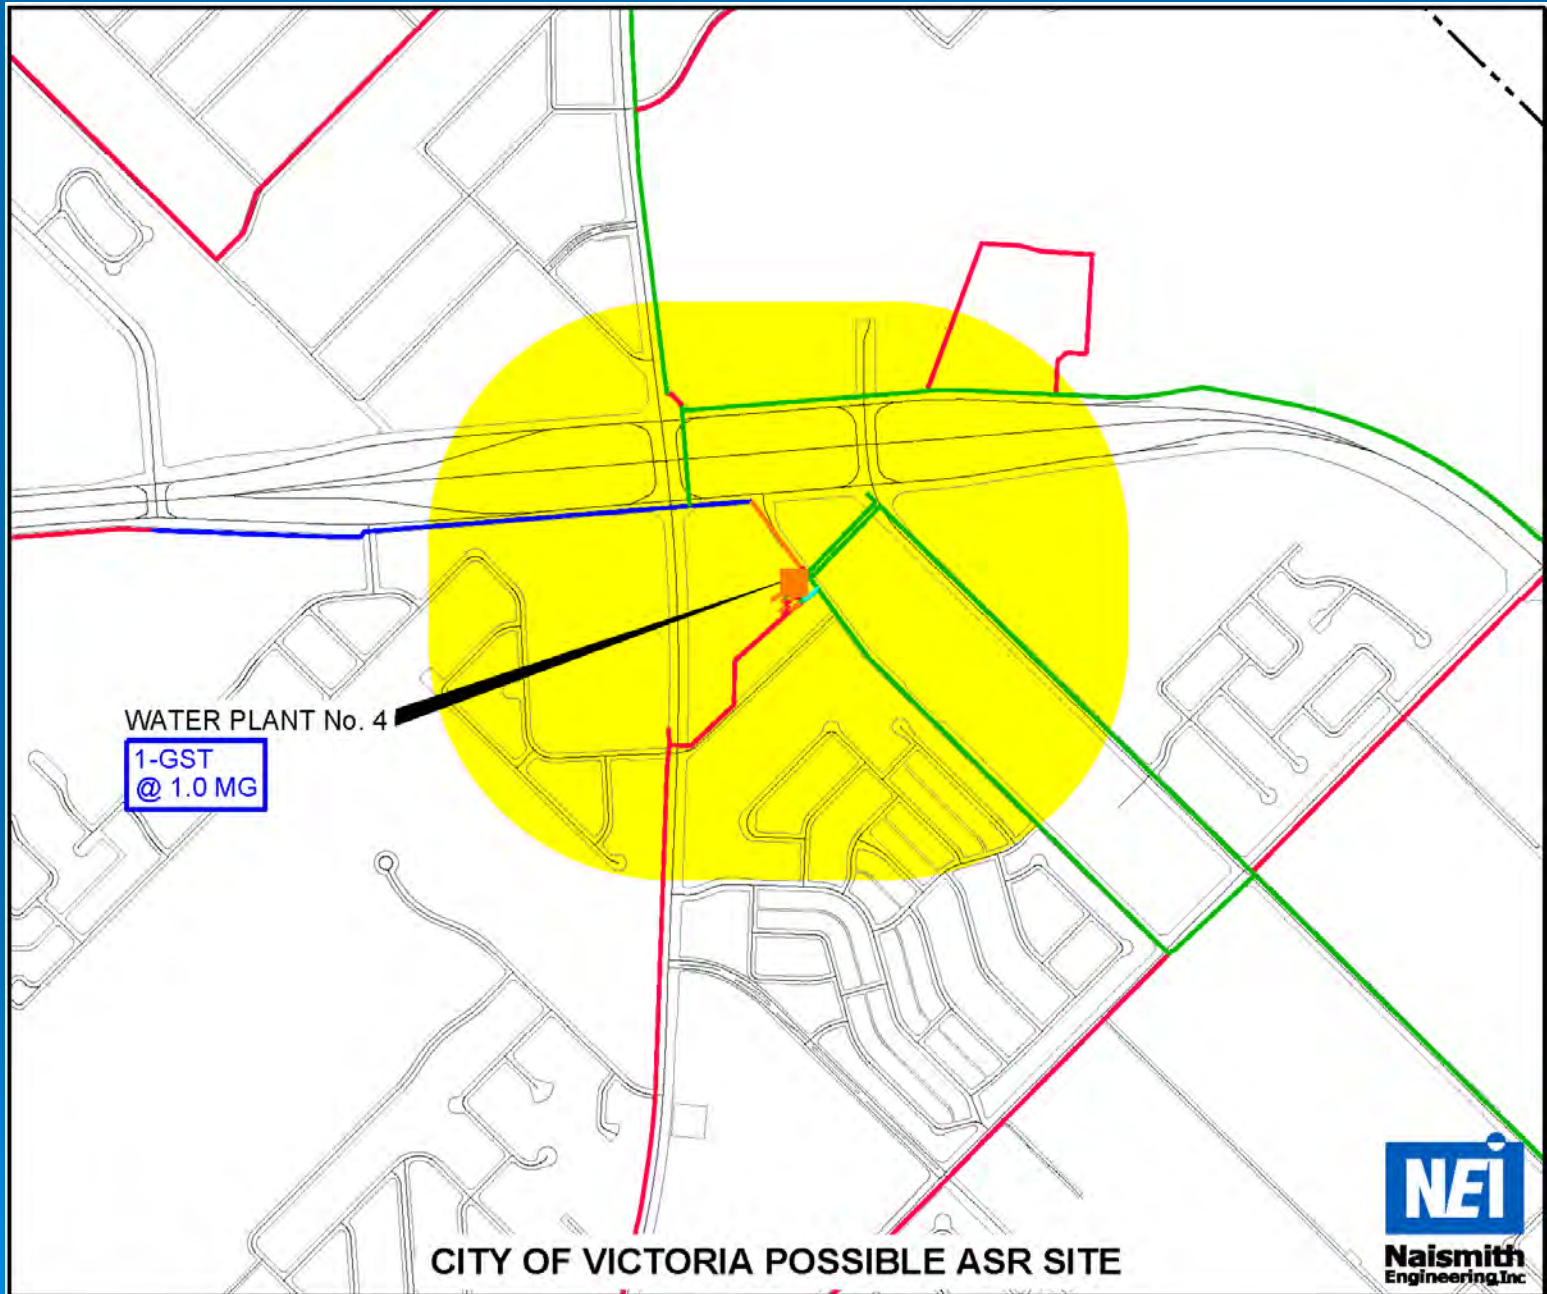 WATER PLANT No. 4
1-GST
@ 1.0 MG
CITY OF VICTORIA POSSIBLE ASR SITE
NEI
Naismith
Engineering,Inc